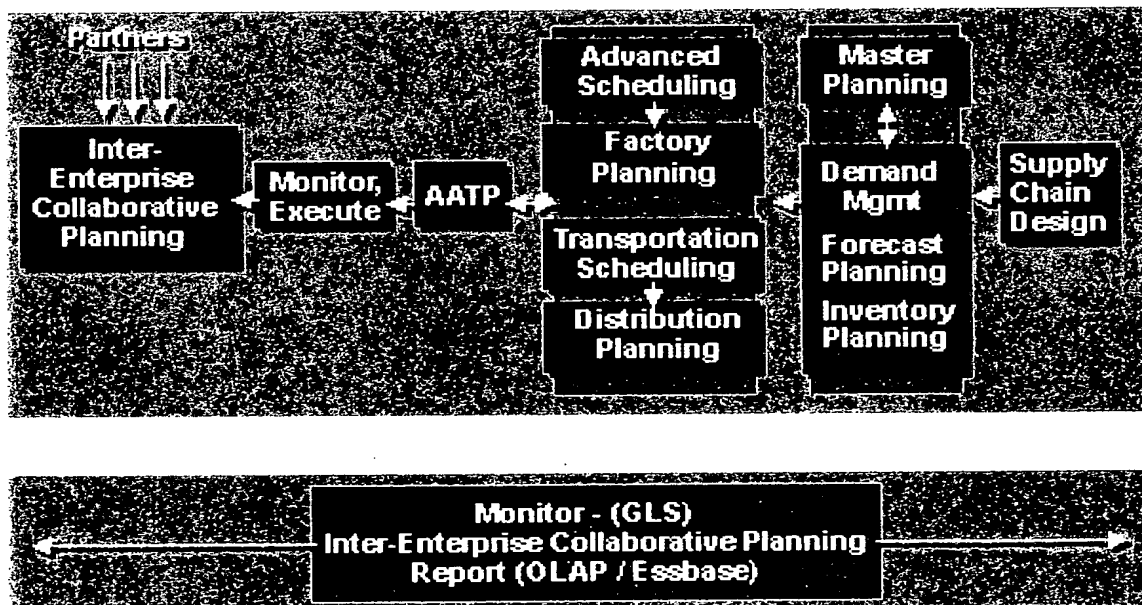 Partners
Inter-
Enterprise
Collaborative
Planning
Monitor,
Execute
AATP
Advanced
Scheduling
Factory
Planning
Transportation
Scheduling
Distribution
Planning
Master
Planning
Demand
Mgmt
Forecast
Planning
Inventory
Planning
Supply
Chain
Design
Monitor - (GLS)
Inter-Enterprise Collaborative Planning
Report (OLAP / Essbase)